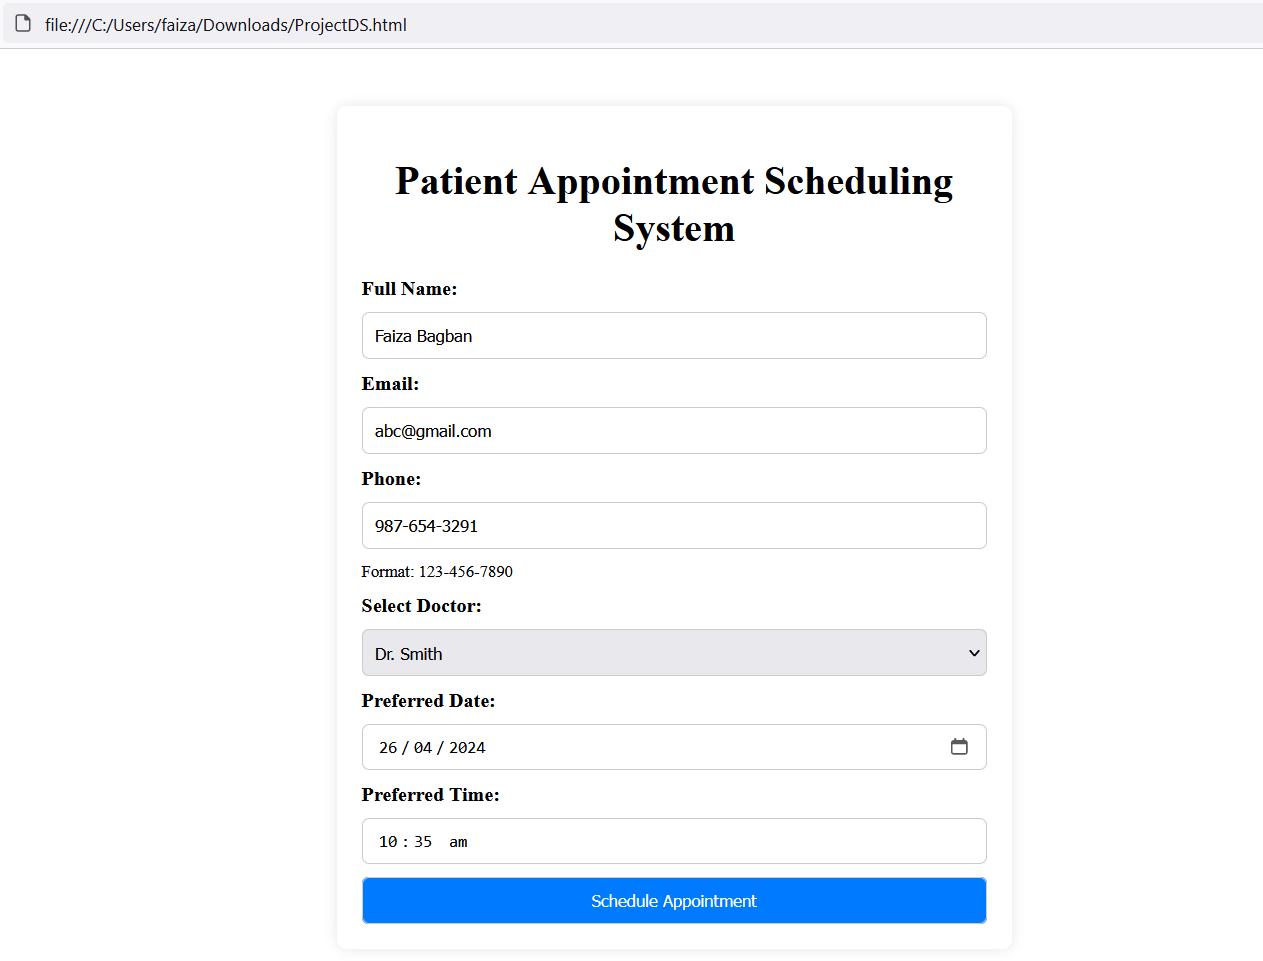 file:///C:/Users/faiza/Downloads/ProjectDS.html
Patient Appointment Scheduling
System
Full Name:
Faiza Bagban
Email:
abc@gmail.com
Phone:
987-654-3291
Format: 123-456-7890
Select Doctor:
Dr. Smith
Preferred Date:
26 / 04 / 2024
Preferred Time:
10 : 35 am
Schedule Appointment